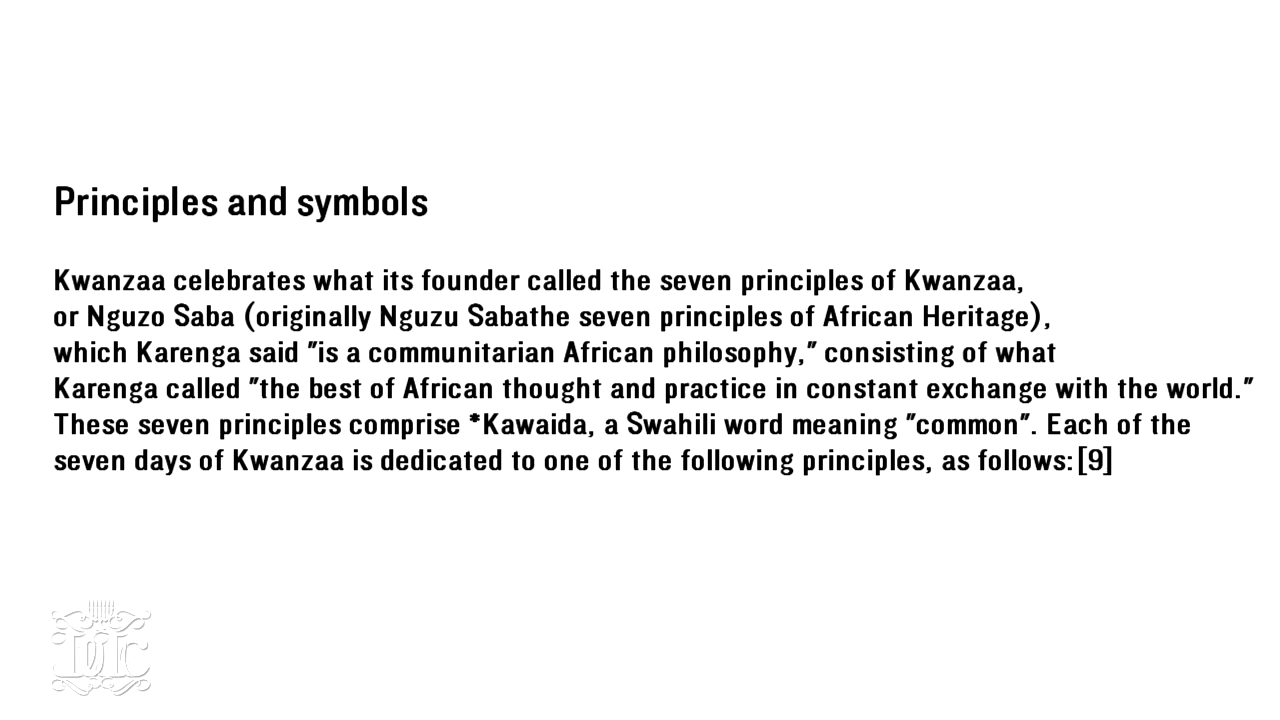 Principles and symbols
Kwanzaa celebrates what its founder called the seven principles of Kwanzaa,
or Nguzo Saba (originally Nguzu Sabathe seven principles of African Heritage),
which Karenga said "is a communitarian African philosophy," consisting of what
Karenga called "the best of African thought and practice in constant exchange with the world."
These seven principles comprise *Kawaida, a Swahili word meaning "common". Each of the
seven days of Kwanzaa is dedicated to one of the following principles, as follows:[9]
IUIC